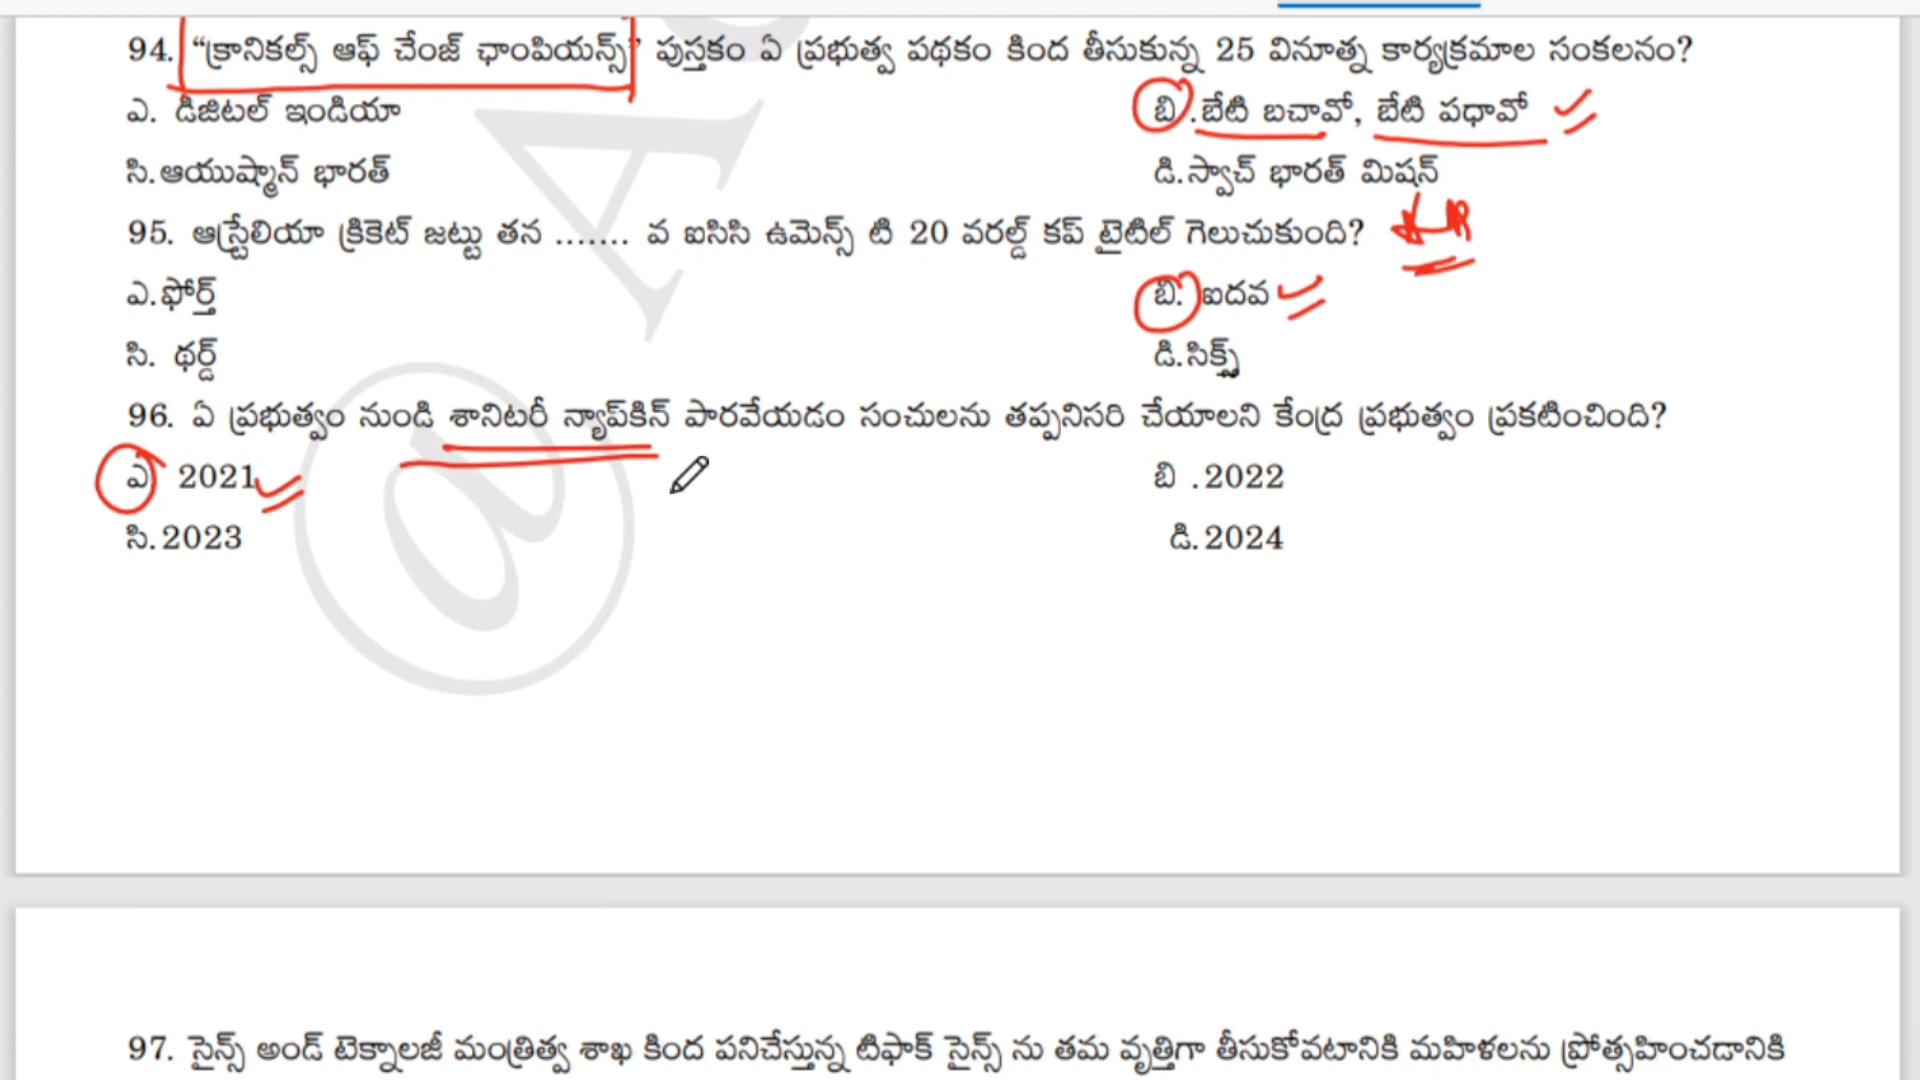 94. “క్రానికల్స్ ఆఫ్ చేంజ్ ఛాంపియన్స్” పుస్తకం ఏ ప్రభుత్వ పథకం కింద తీసుకున్న 25 వినూత్న కార్యక్రమాల సంకలనం?
ఎ. డిజిటల్ ఇండియా బి.బేటి బచావో, బేటి పధావో
సి.ఆయుష్మాన్ భారత్ డి.స్వాచ్ భారత్ మిషన్
95. ఆస్ట్రేలియా క్రికెట్ జట్టు తన ....... వ ఐసిసి ఉమెన్స్ టి 20 వరల్డ్ కప్ టైటిల్ గెలుచుకుంది?
ఎ.ఫోర్త్ బి. ఐదవ
సి. థర్డ్ డి.సిక్స్త్
96. ఏ ప్రభుత్వం నుండి శానిటరీ న్యాప్‌కిన్ పారవేయడం సంచులను తప్పనిసరి చేయాలని కేంద్ర ప్రభుత్వం ప్రకటించింది?
ఎ 2021 బి .2022
సి.2023 డి.2024
@ A
97. సైన్స్ అండ్ టెక్నాలజీ మంత్రిత్వ శాఖ కింద పనిచేస్తున్న టిఫాక్ సైన్స్ ను తమ వృత్తిగా తీసుకోవటానికి మహిళలను ప్రోత్సహించడానికి